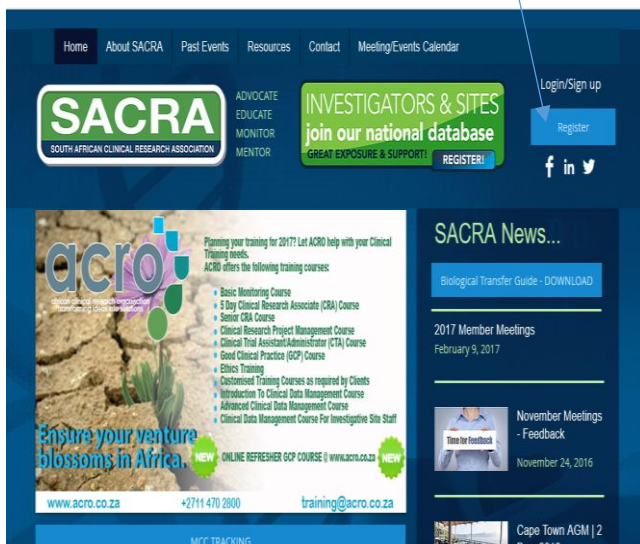 Home About SACRA Past Events Resources Contact Meeting/Events Calendar
SACRA
SOUTH AFRICAN CLINICAL RESEARCH ASSOCIATION
ADVOCATE
EDUCATE
MONITOR
MENTOR
INVESTIGATORS & SITES
join our national database
GREAT EXPOSURE & SUPPORT! REGISTER!
Login/Sign up
Register
acro
african clinical research organisation
transforming ideas into solutions
Planning your training for 2017? Let ACRO help with your Clinical
Training needs.
ACRO offers the following training courses:
Basic Monitoring Course
5 Day Clinical Research Associate (CRA) Course
Senior CRA Course
Clinical Research Project Management Course
Clinical Trial Assistant/Administrator (CTA) Course
Good Clinical Practice (GCP) Course
Ethics Training
Customised Training Courses as required by Clients
Introduction To Clinical Data Management Course
Advanced Clinical Data Management Course
Clinical Data Management Course For Investigative Site Staff
Ensure your venture
blossoms in Africa.
NEW ONLINE REFRESHER GCP COURSE @ www.acro.co.za NEW
www.acro.co.za +2711 470 2800 training@acro.co.za
MCC TRACKING
SACRA News...
Biological Transfer Guide - DOWNLOAD
2017 Member Meetings
February 9, 2017
Time for Feedback
November Meetings
- Feedback
November 24, 2016
Cape Town AGM | 2